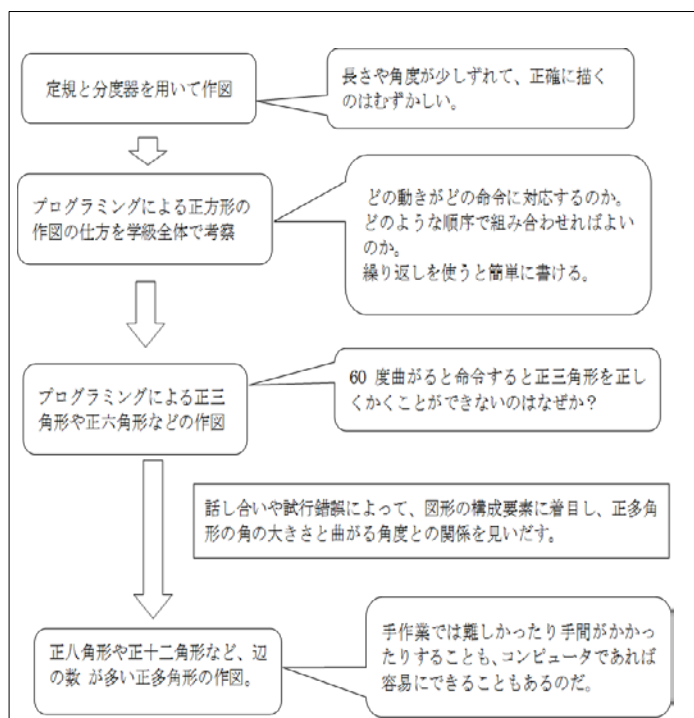 定規と分度器を用いて作図
長さや角度が少しずれて、正確に描く
のはむずかしい。
プログラミングによる正方形の
作図の仕方を学級全体で考察
どの動きがどの命令に対応するのか。
どのような順序で組み合わせればよい
のか。
繰り返しを使うと簡単に書ける。
プログラミングによる正三
角形や正六角形などの作図
60 度曲がると命令すると正三角形を正し
くかくことができないのはなぜか？
話し合いや試行錯誤によって、図形の構成要素に着目し、正多角
形の角の大きさと曲がる角度との関係を見いだす。
正八角形や正十二角形など、辺
の数 が多い正多角形の作図。
手作業では難しかったり手間がかかっ
たりすることも、コンピュータであれば
容易にできることもあるのだ。